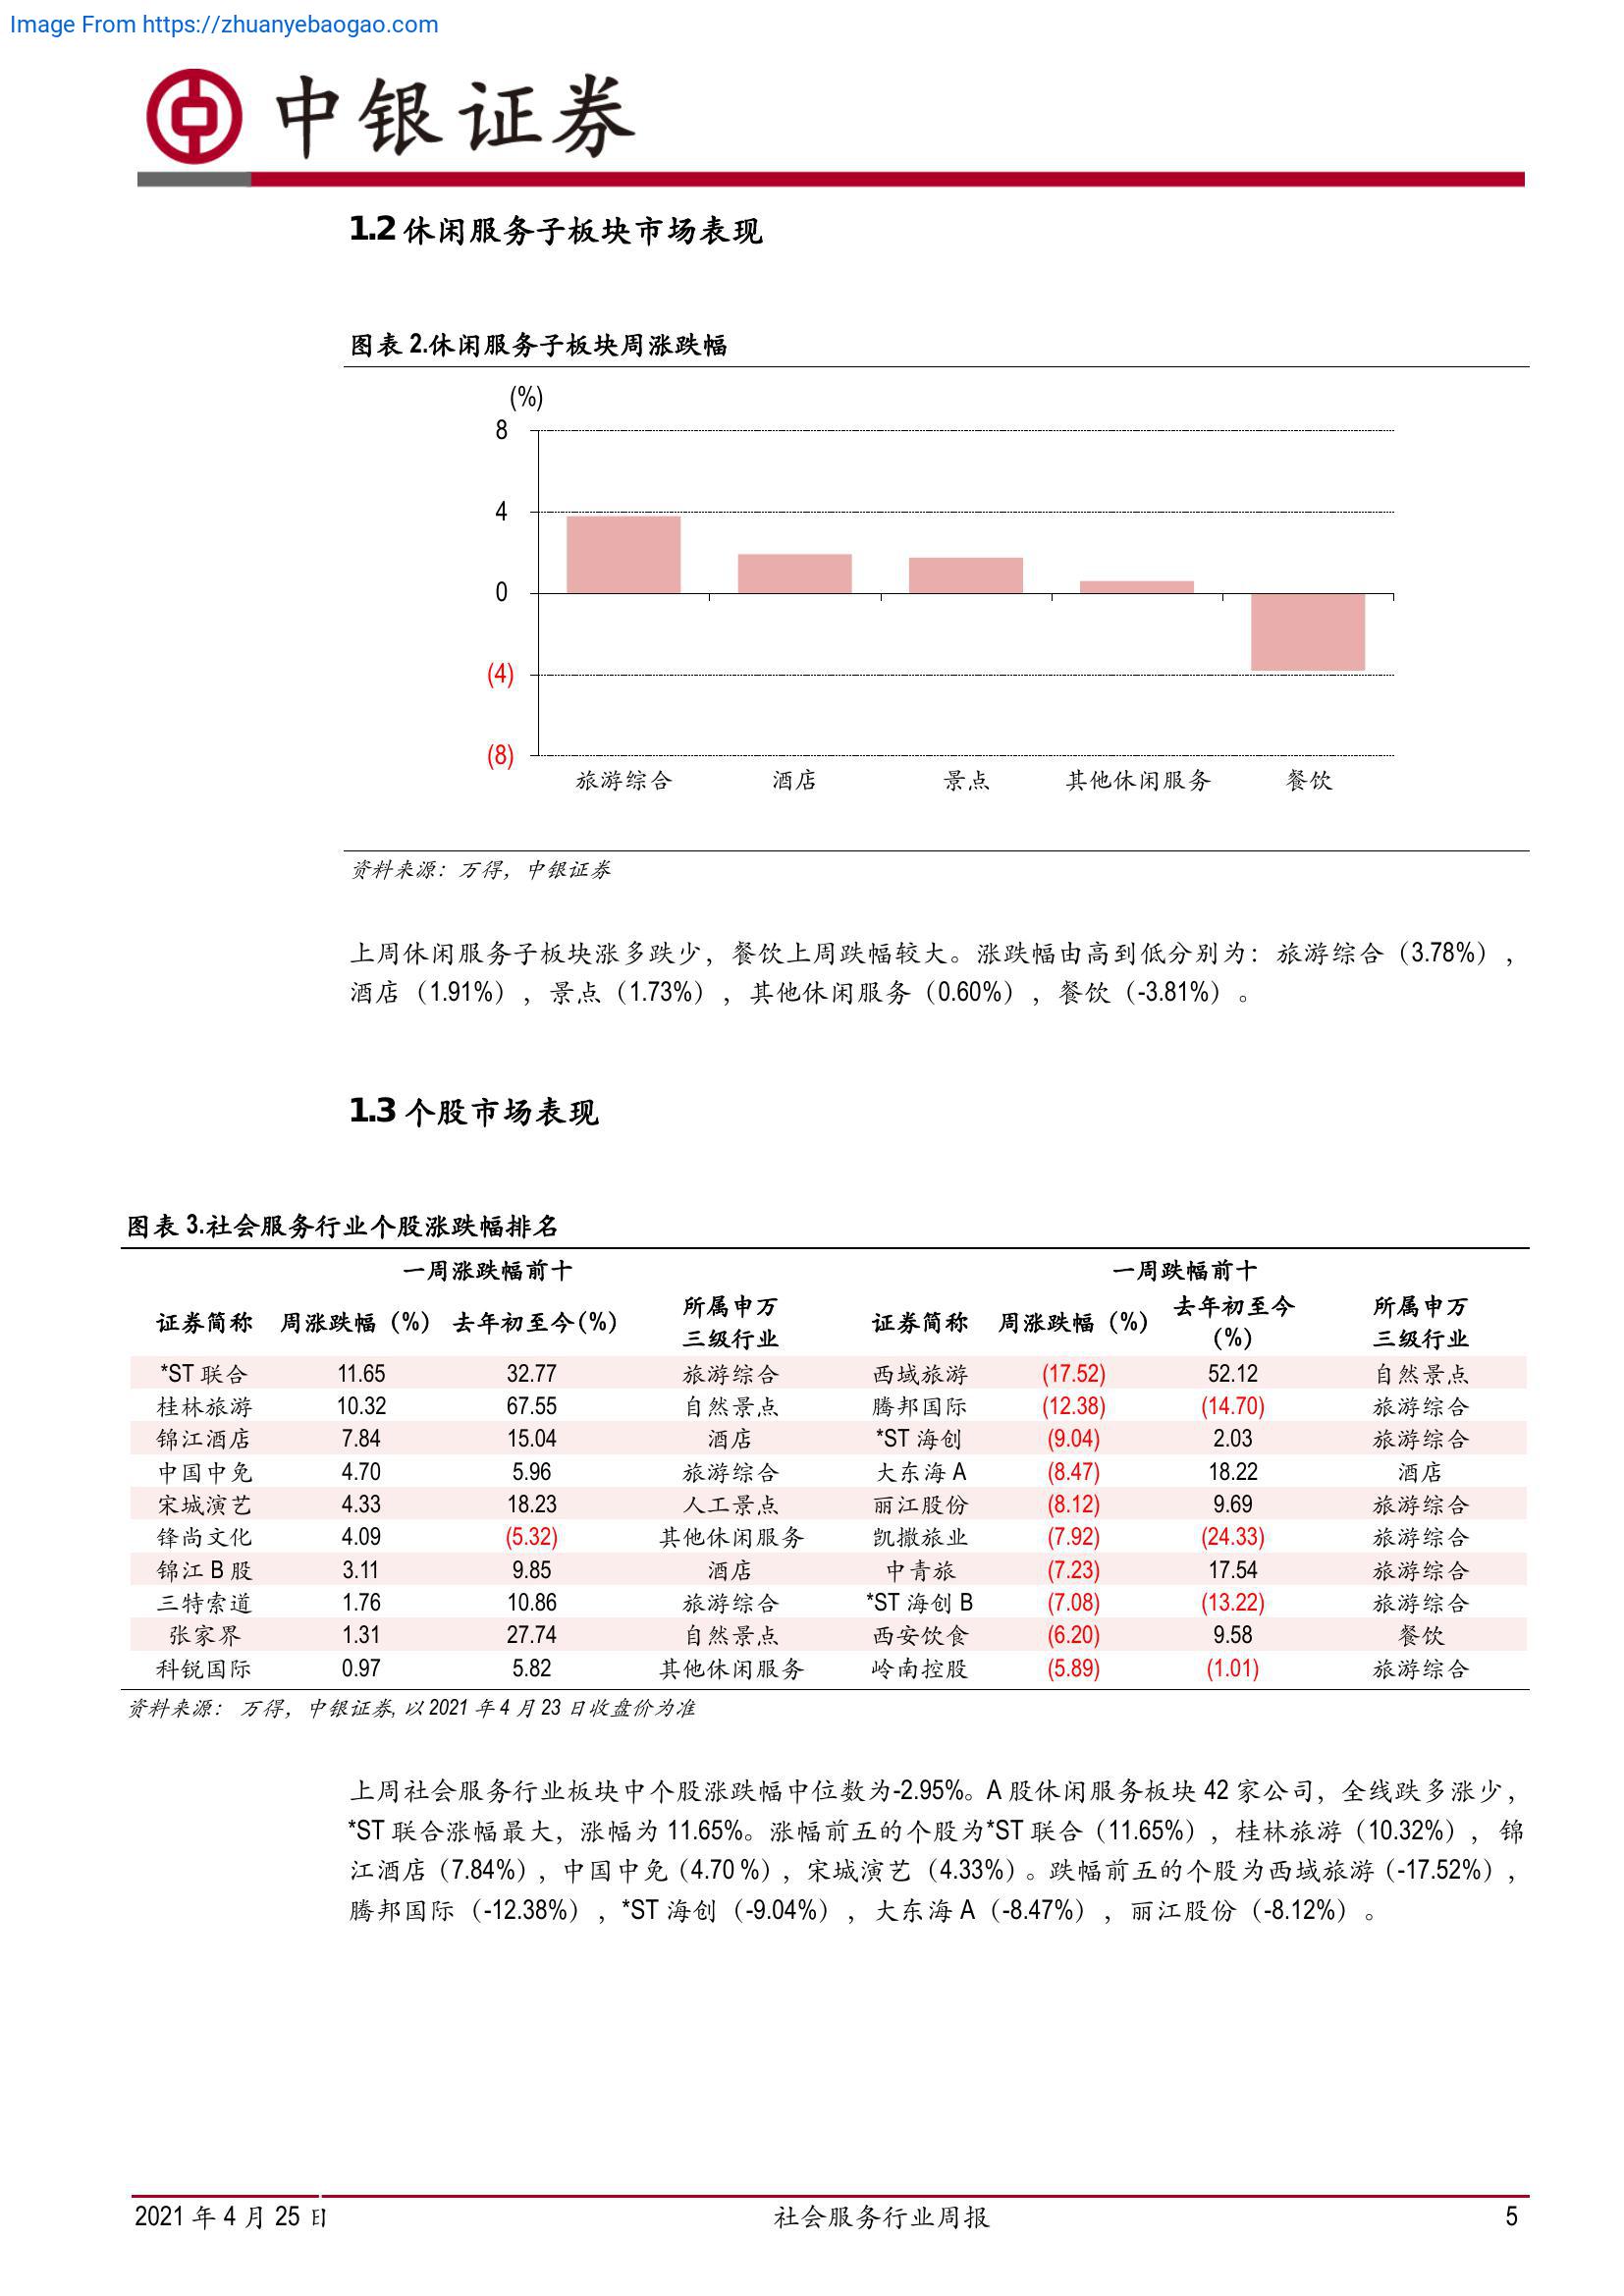 Image From https://zhuanyebaogao.com
中银证券
1.2 休闲服务子板块市场表现
图表 2.休闲服务子板块周涨跌幅
(%)
8
4
0
(4)
(8)
旅游综合 酒店 景点 其他休闲服务 餐饮
资料来源：万得，中银证券
上周休闲服务子板块涨多跌少，餐饮上周跌幅较大。涨跌幅由高到低分别为：旅游综合（3.78%），
酒店（1.91%），景点（1.73%），其他休闲服务（0.60%），餐饮（-3.81%）。
1.3 个股市场表现
图表 3.社会服务行业个股涨跌幅排名
一周涨跌幅前十 一周跌幅前十
证券简称 周涨跌幅（%） 去年初至今(%) 所属申万 证券简称 周涨跌幅（%） 去年初至今 所属申万
三级行业 (%) 三级行业
*ST 联合 11.65 32.77 旅游综合 西域旅游 (17.52) 52.12 自然景点
桂林旅游 10.32 67.55 自然景点 腾邦国际 (12.38) (14.70) 旅游综合
锦江酒店 7.84 15.04 酒店 *ST 海创 (9.04) 2.03 旅游综合
中国中免 4.70 5.96 旅游综合 大东海 A (8.47) 18.22 酒店
宋城演艺 4.33 18.23 人工景点 丽江股份 (8.12) 9.69 旅游综合
锋尚文化 4.09 (5.32) 其他休闲服务 凯撒旅业 (7.92) (24.33) 旅游综合
锦江 B 股 3.11 9.85 酒店 中青旅 (7.23) 17.54 旅游综合
三特索道 1.76 10.86 旅游综合 *ST 海创 B (7.08) (13.22) 旅游综合
张家界 1.31 27.74 自然景点 西安饮食 (6.20) 9.58 餐饮
科锐国际 0.97 5.82 其他休闲服务 岭南控股 (5.89) (1.01) 旅游综合
资料来源： 万得，中银证券, 以 2021 年 4 月 23 日收盘价为准
上周社会服务行业板块中个股涨跌幅中位数为-2.95%。A 股休闲服务板块 42 家公司，全线跌多涨少，
*ST 联合涨幅最大，涨幅为 11.65%。涨幅前五的个股为*ST 联合（11.65%），桂林旅游（10.32%），锦
江酒店（7.84%），中国中免（4.70 %），宋城演艺（4.33%）。跌幅前五的个股为西域旅游（-17.52%），
腾邦国际（-12.38%），*ST 海创（-9.04%），大东海 A（-8.47%），丽江股份（-8.12%）。
2021 年 4 月 25 日 社会服务行业周报 5